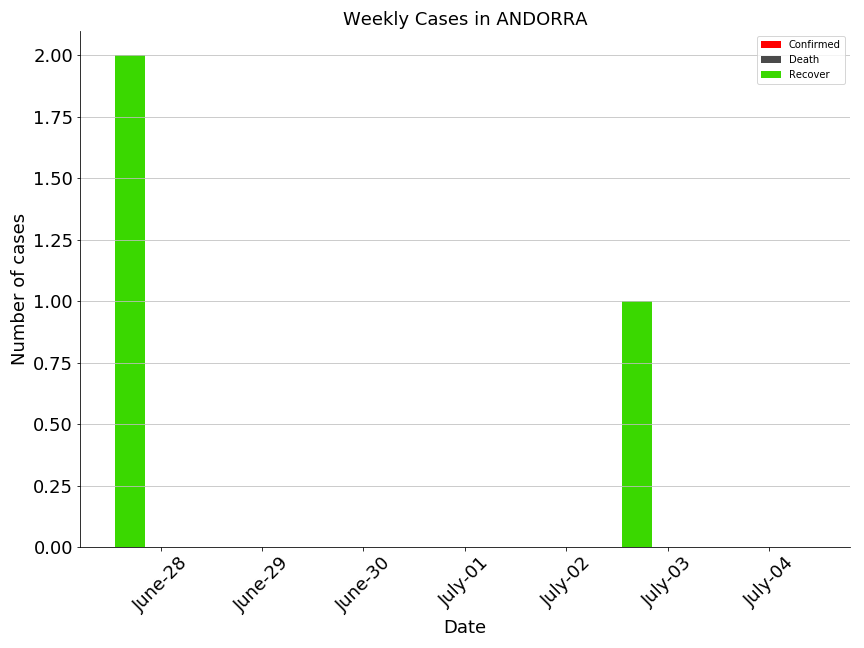 Weekly Cases in ANDORRA
Confirmed
Death
Recover
Number of cases
2.00
1.75
1.50
1.25
1.00
0.75
0.50
0.25
0.00
June-28
June-29
June-30
July-01
July-02
July-03
July-04
Date